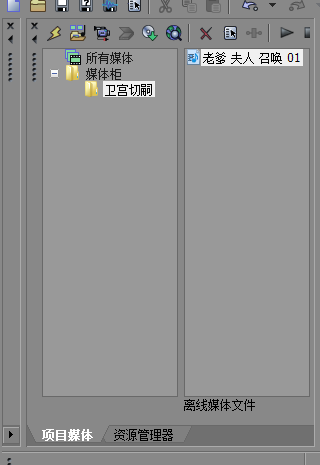 所有媒体
媒体柜
卫宫切嗣
老爹 夫人 召唤 01
离线媒体文件
项目媒体 资源管理器